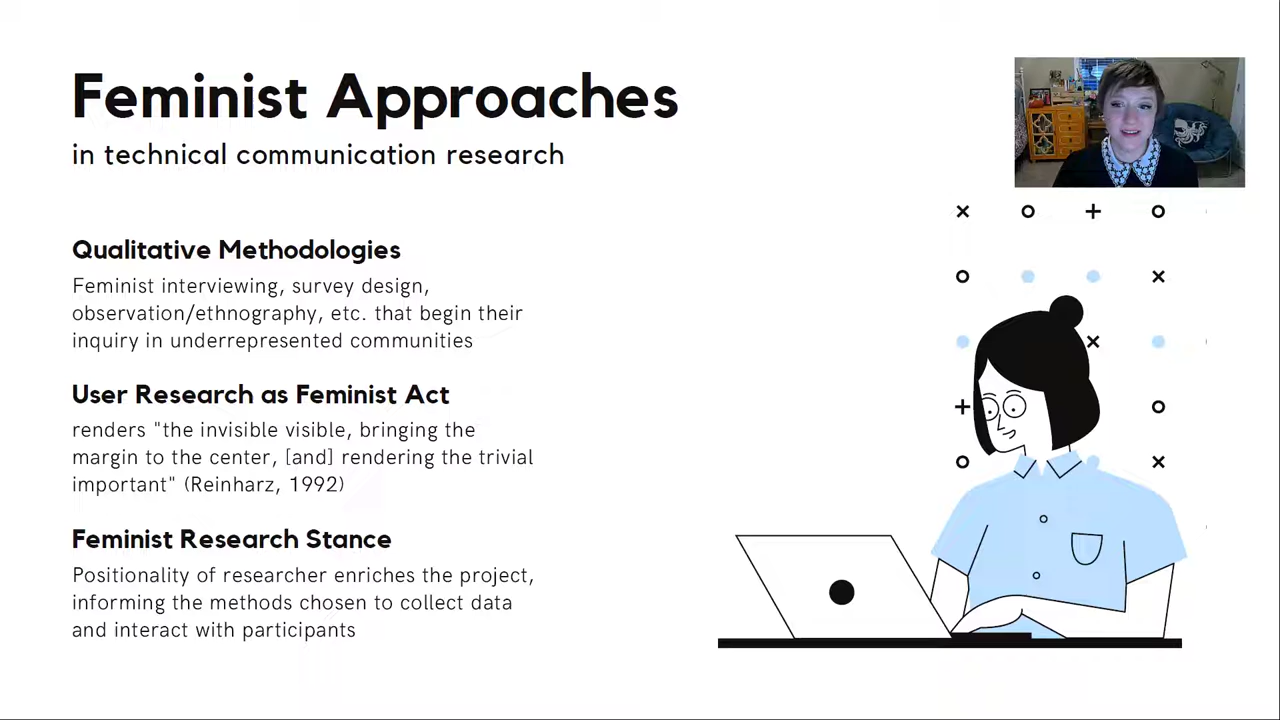 Feminist Approaches
in technical communication research
Qualitative Methodologies
Feminist interviewing, survey design,
observation/ethnography, etc. that begin their
inquiry in underrepresented communities
User Research as Feminist Act
renders "the invisible visible, bringing the
margin to the center, [and] rendering the trivial
important" (Reinharz, 1992)
Feminist Research Stance
Positionality of researcher enriches the project,
informing the methods chosen to collect data
and interact with participants